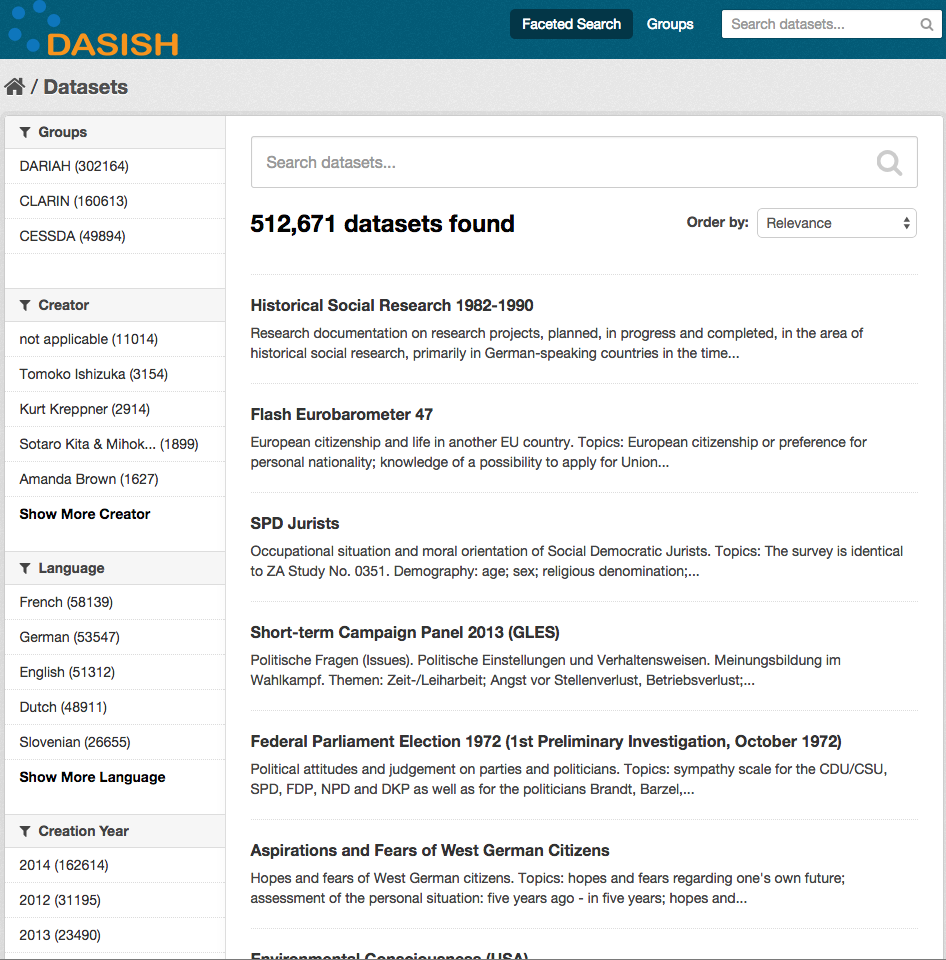 DASISH
Faceted Search
Groups
Search datasets...
/ Datasets
Groups
DARIAH (302164)
CLARIN (160613)
CESSDA (49894)
Creator
not applicable (11014)
Tomoko Ishizuka (3154)
Kurt Kreppner (2914)
Sotaro Kita & Mihok... (1899)
Amanda Brown (1627)
Show More Creator
Language
French (58139)
German (53547)
English (51312)
Dutch (48911)
Slovenian (26655)
Show More Language
Creation Year
2014 (162614)
2012 (31195)
2013 (23490)
Search datasets...
512,671 datasets found
Order by:
Relevance
Historical Social Research 1982-1990
Research documentation on research projects, planned, in progress and completed, in the area of
historical social research, primarily in German-speaking countries in the time...
Flash Eurobarometer 47
European citizenship and life in another EU country. Topics: European citizenship or preference for
personal nationality; knowledge of a possibility to apply for Union...
SPD Jurists
Occupational situation and moral orientation of Social Democratic Jurists. Topics: The survey is identical
to ZA Study No. 0351. Demography: age; sex; religious denomination;...
Short-term Campaign Panel 2013 (GLES)
Politische Fragen (Issues). Politische Einstellungen und Verhaltensweisen. Meinungsbildung im
Wahlkampf. Themen: Zeit-/Leiharbeit; Angst vor Stellenverlust, Betriebsverlust;...
Federal Parliament Election 1972 (1st Preliminary Investigation, October 1972)
Political attitudes and judgement on parties and politicians. Topics: sympathy scale for the CDU/CSU,
SPD, FDP, NPD and DKP as well as for the politicians Brandt, Barzel,...
Aspirations and Fears of West German Citizens
Hopes and fears of West German citizens. Topics: hopes and fears regarding one's own future;
assessment of the personal situation: five years ago - in five years; hopes and...
Environmental Consciousness (USA)